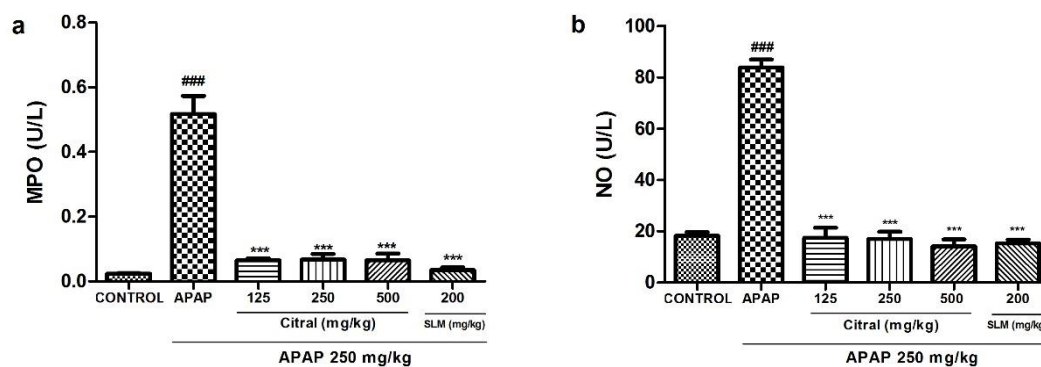 a
MPO (U/L)
0.8
0.6
0.4
0.2
0.0
###
***
***
***
***
CONTROL APAP 125 250 500 200
Citral (mg/kg) SLM (mg/kg)
APAP 250 mg/kg
b
NO (U/L)
100
80
60
40
20
0
###
***
***
***
***
CONTROL APAP 125 250 500 200
Citral (mg/kg) SLM (mg/k
APAP 250 mg/kg